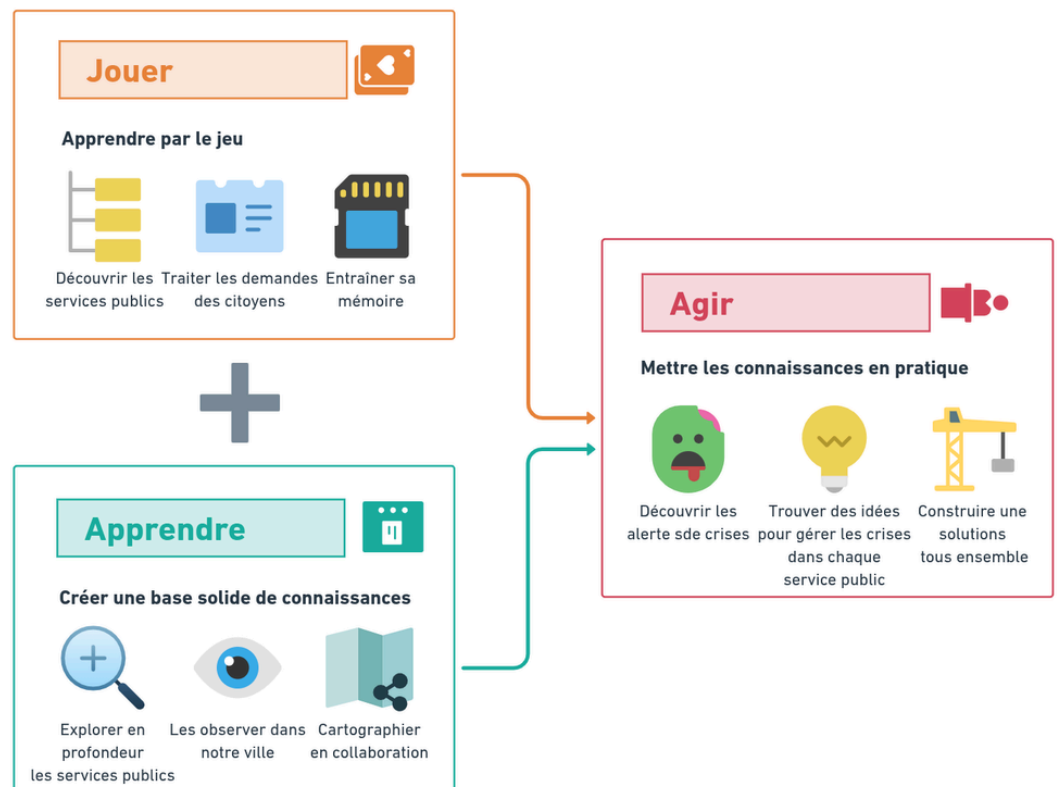 Jouer
Apprendre par le jeu
Découvrir les
services publics
Traiter les demandes
des citoyens
Entraîner sa
mémoire
Apprendre
Créer une base solide de connaissances
Explorer en
profondeur
les services publics
Les observer dans
notre ville
Cartographier
en collaboration
Agir
Mettre les connaissances en pratique
Découvrir les
alerte sde crises
Trouver des idées
pour gérer les crises
dans chaque
service public
Construire une
solutions
tous ensemble